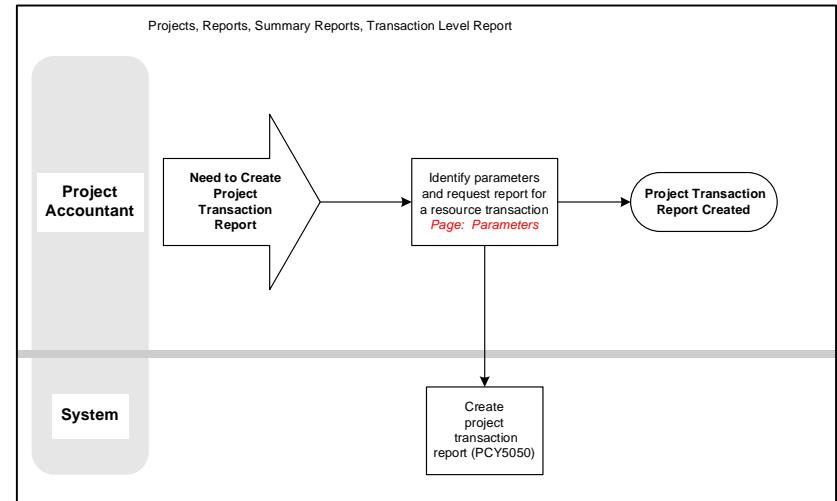 Projects, Reports, Summary Reports, Transaction Level Report
Project
Accountant
Need to Create
Project
Transaction
Report
Identify parameters
and request report for
a resource transaction
Page: Parameters
Project Transaction
Report Created
System
Create
project
transaction
report (PCY5050)